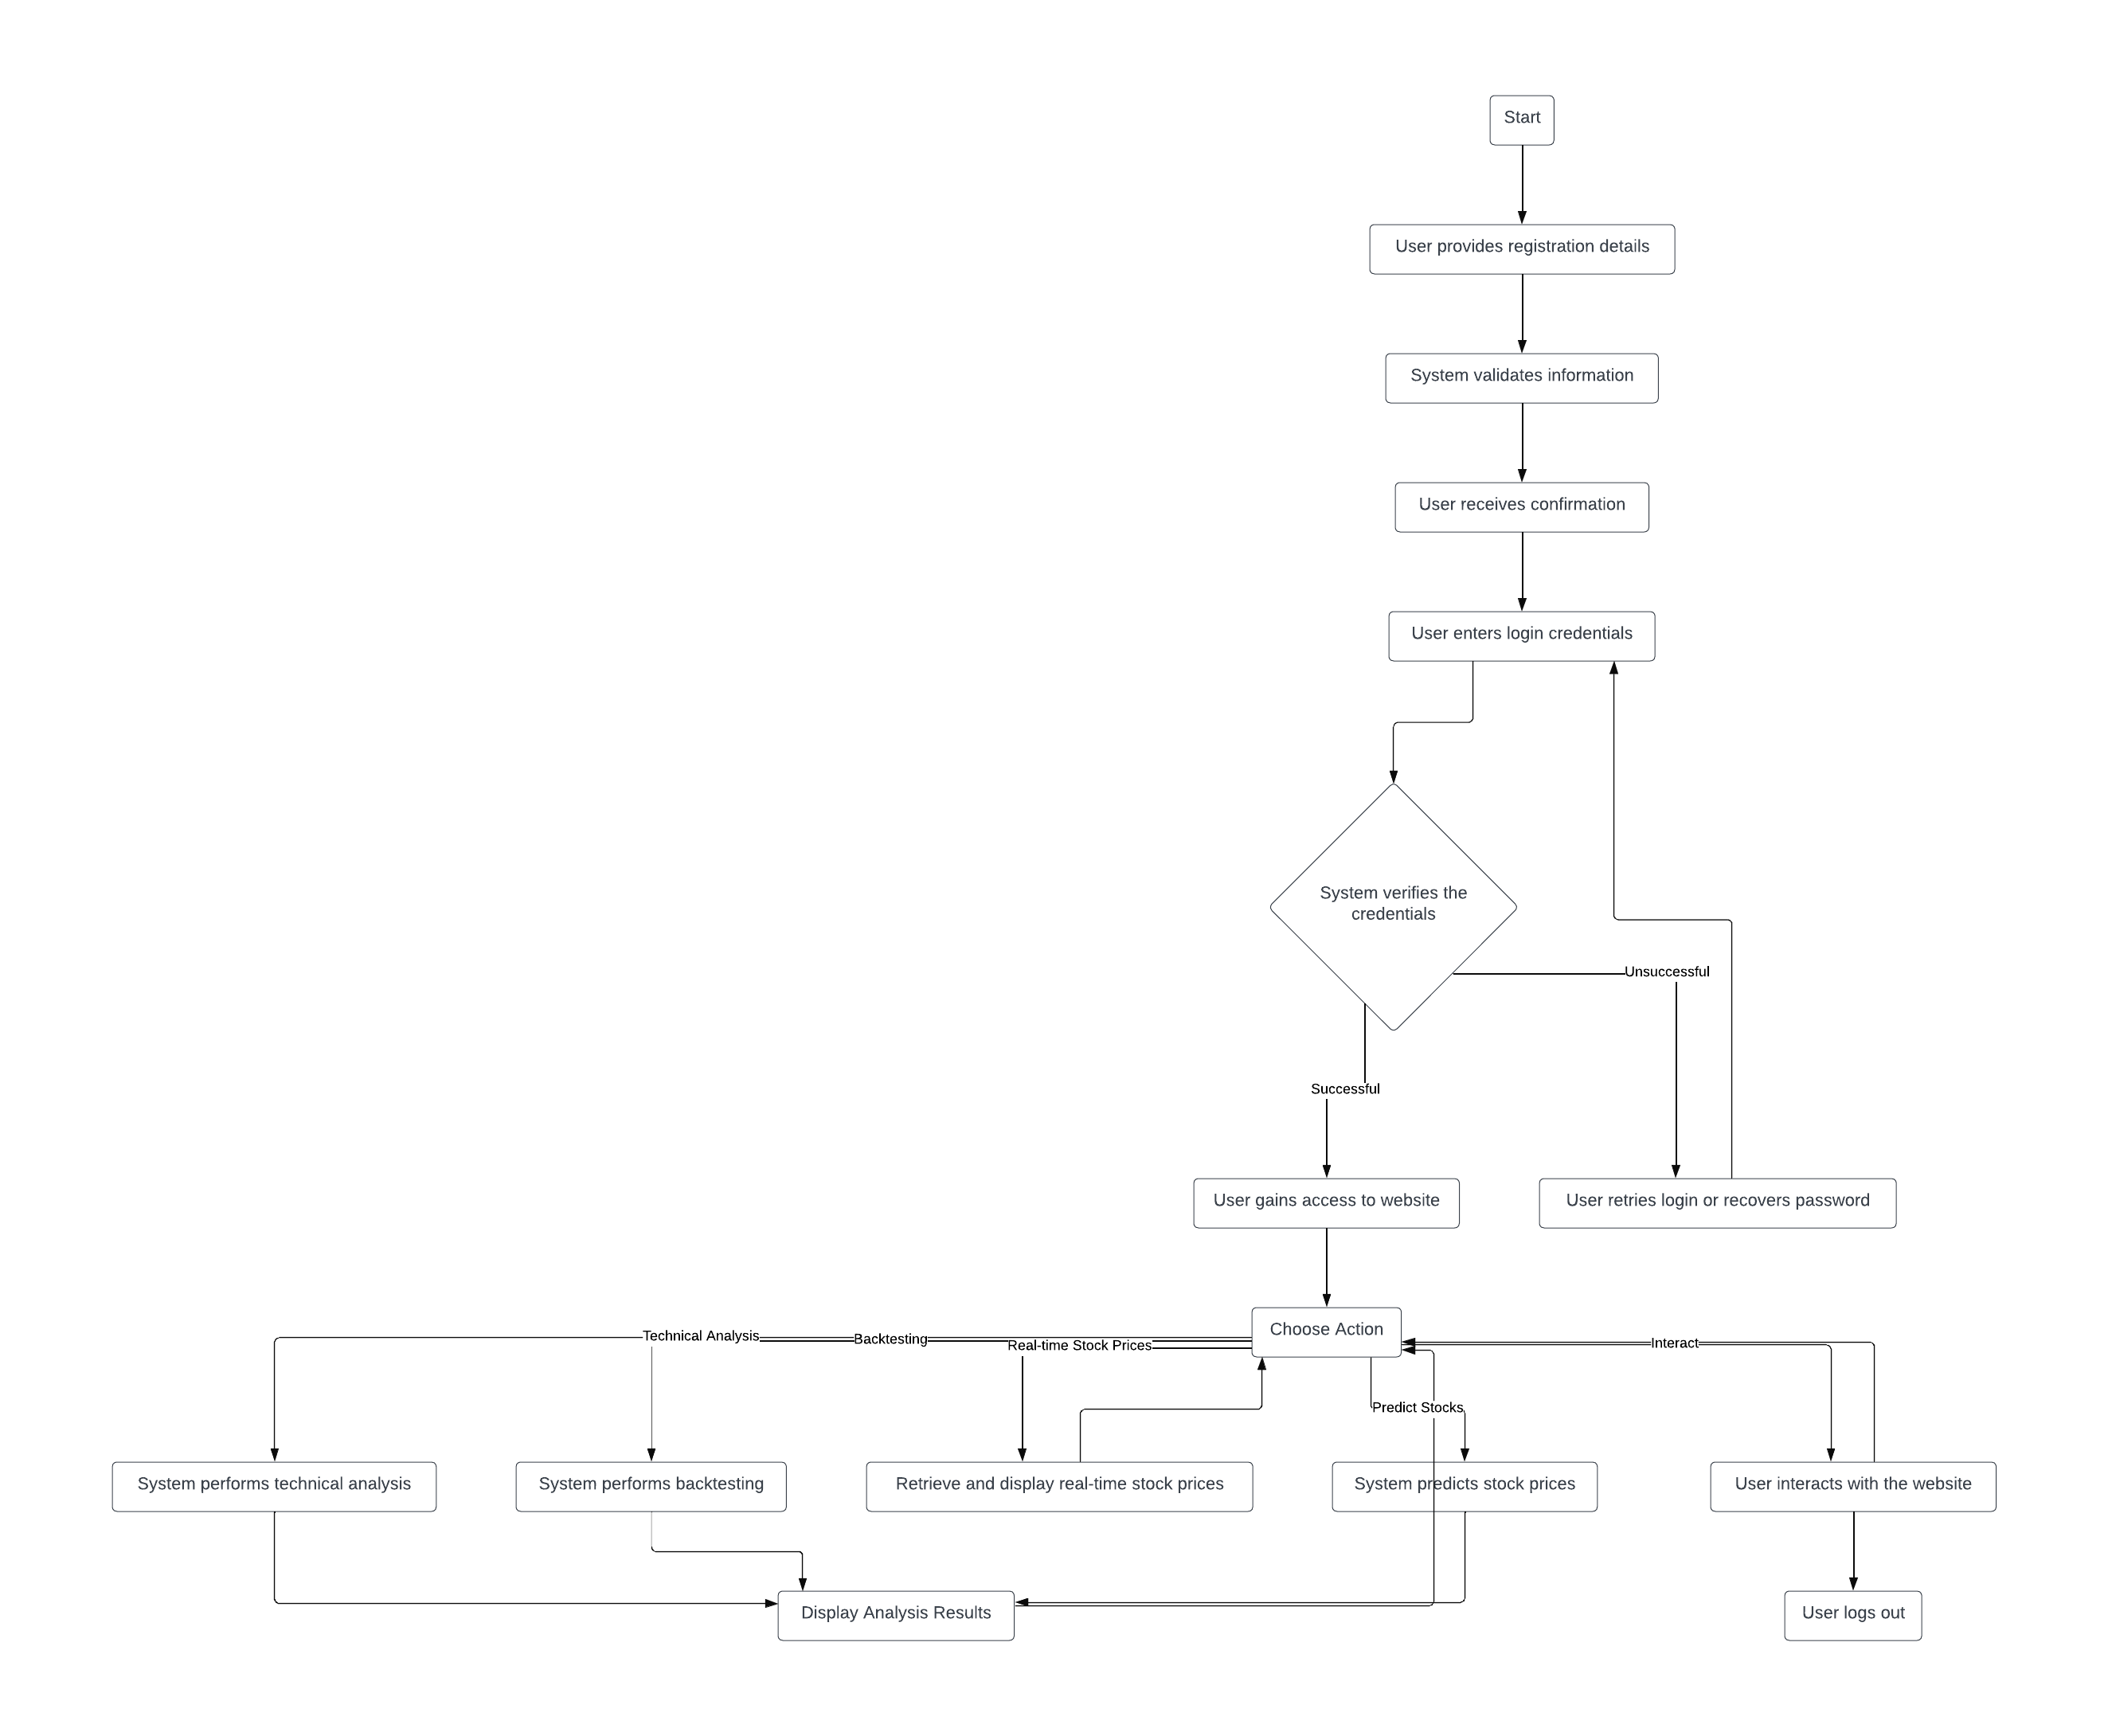 Start
User provides registration details
System validates information
User receives confirmation
User enters login credentials
System verifies the
credentials
Unsuccessful
Successful
User gains access to website
User retries login or recovers password
Choose Action
Technical Analysis
Backtesting
Real-time Stock Prices
Interact
Predict Stocks
System performs technical analysis
System performs backtesting
Retrieve and display real-time stock prices
System predicts stock prices
User interacts with the website
Display Analysis Results
User logs out